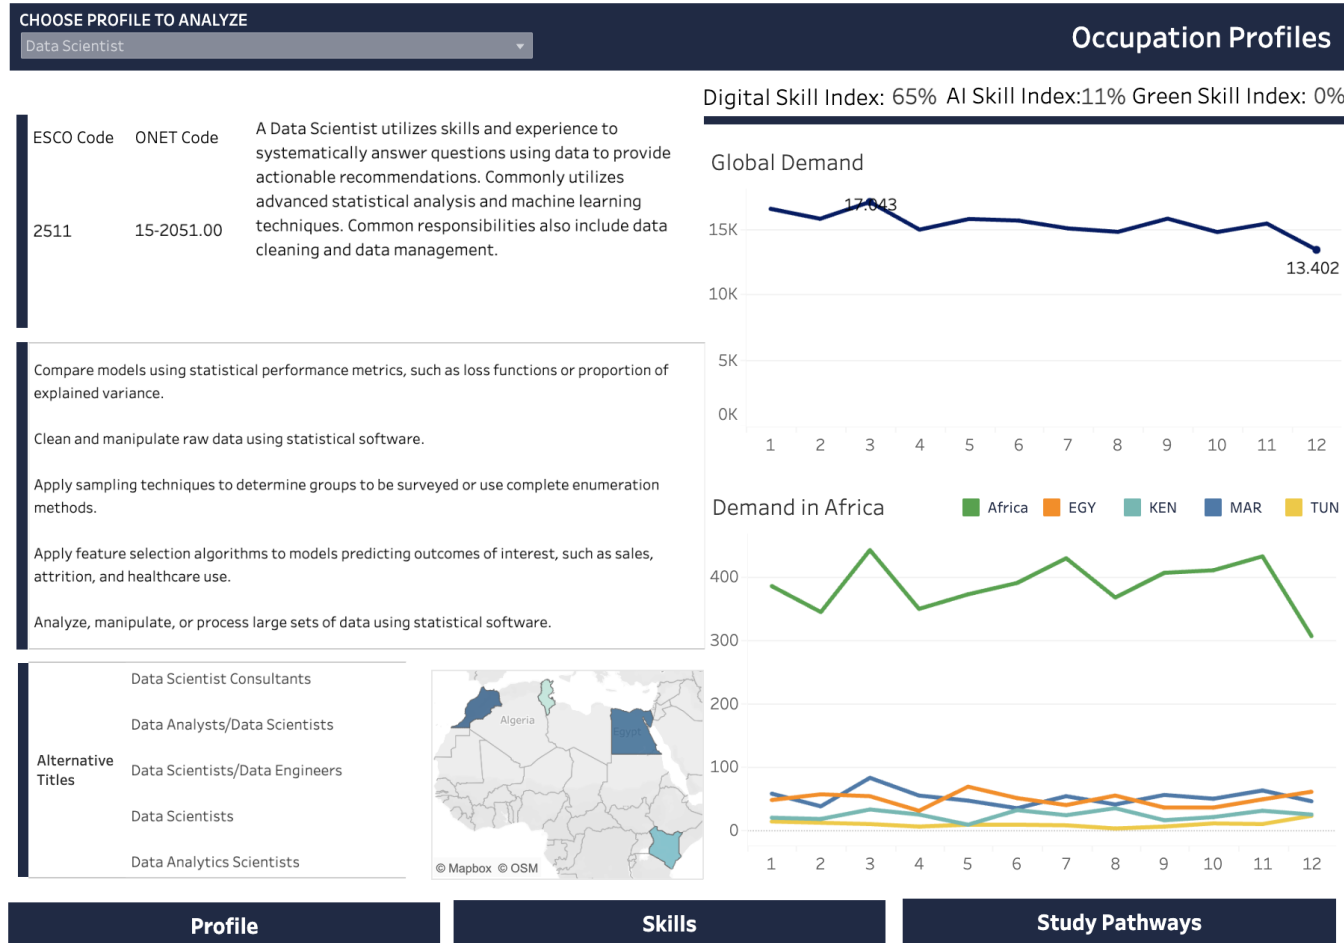 CHOOSE PROFILE TO ANALYZE
Data Scientist
Occupation Profiles
Digital Skill Index: 65% AI Skill Index:11% Green Skill Index: 0%
ESCO Code
ONET Code
2511
15-2051.00
A Data Scientist utilizes skills and experience to
systematically answer questions using data to provide
actionable recommendations. Commonly utilizes
advanced statistical analysis and machine learning
techniques. Common responsibilities also include data
cleaning and data management.
Global Demand
17.043
15K
13.402
10K
5K
0K
1 2 3 4 5 6 7 8 9 10 11 12
Compare models using statistical performance metrics, such as loss functions or proportion of
explained variance.
Clean and manipulate raw data using statistical software.
Apply sampling techniques to determine groups to be surveyed or use complete enumeration
methods.
Apply feature selection algorithms to models predicting outcomes of interest, such as sales,
attrition, and healthcare use.
Analyze, manipulate, or process large sets of data using statistical software.
Demand in Africa
Africa EGY KEN MAR TUN
400
300
200
100
0
1 2 3 4 5 6 7 8 9 10 11 12
Alternative
Titles
Data Scientist Consultants
Data Analysts/Data Scientists
Data Scientists/Data Engineers
Data Scientists
Data Analytics Scientists
Algeria
Egypt
© Mapbox © OSM
Profile
Skills
Study Pathways